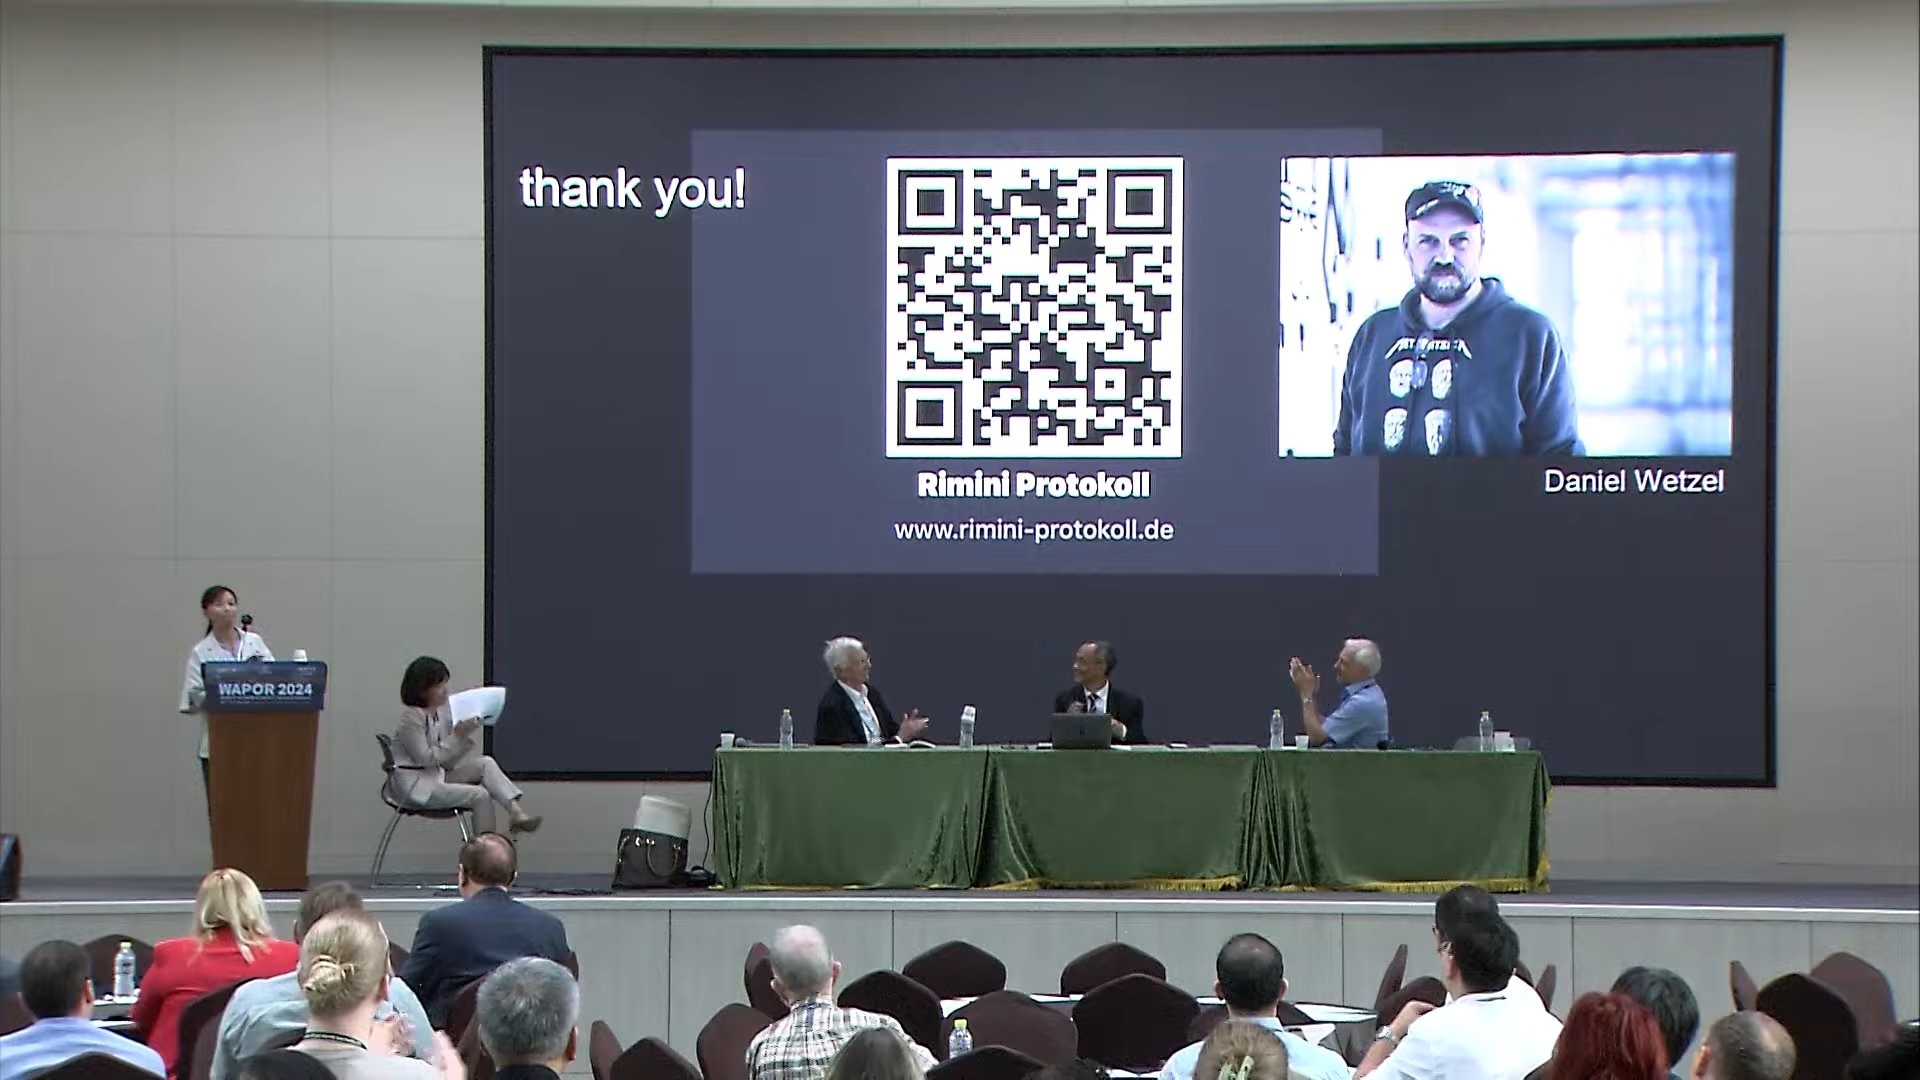 thank you!
Rimini Protokoll
www.rimini-protokoll.de
Daniel Wetzel
WAPOR 2024